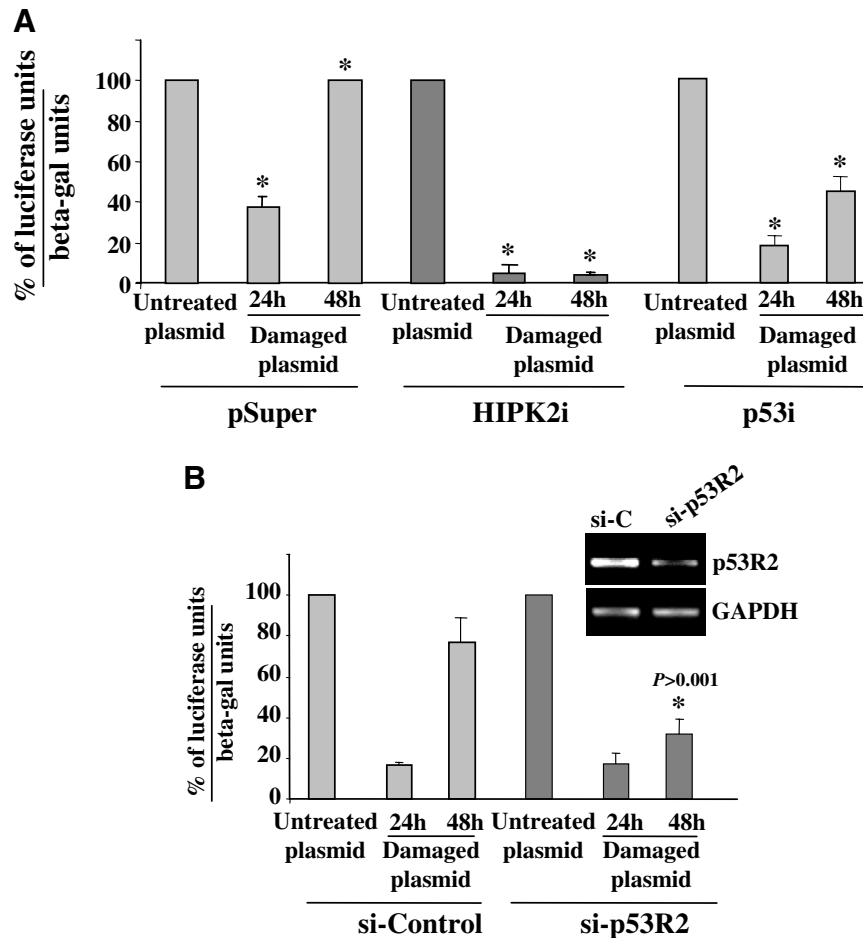 A
% of luciferase units
beta-gal units
100
80
60
40
20
0
*
*
*
*
*
*
Untreated plasmid
24h
48h
Damaged plasmid
Untreated plasmid
24h
48h
Damaged plasmid
Untreated plasmid
24h
48h
Damaged plasmid
pSuper
HIPK2i
p53i
B
si-C
si-p53R2
p53R2
GAPDH
% of luciferase units
beta-gal units
100
80
60
40
20
0
P>0.001
*
Untreated plasmid
24h
48h
Damaged plasmid
Untreated plasmid
24h
48h
Damaged plasmid
si-Control
si-p53R2